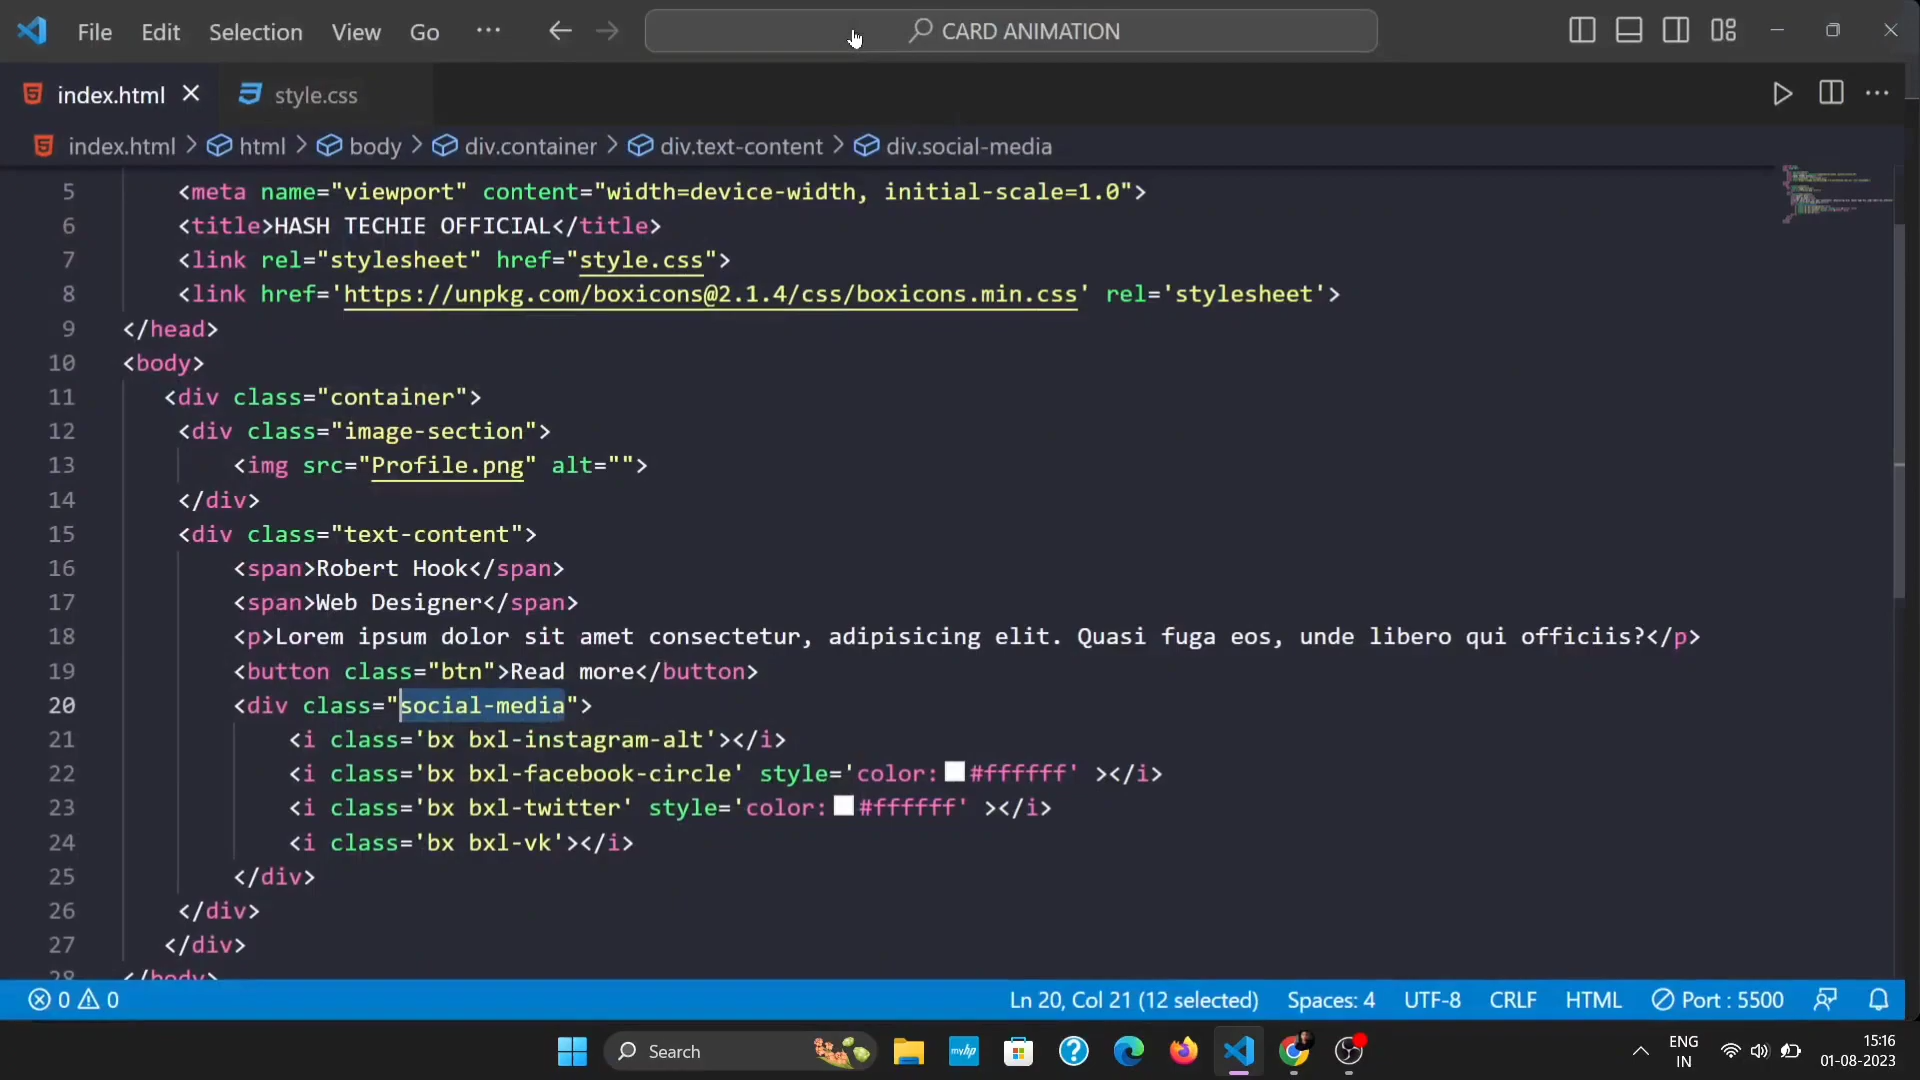 File Edit Selection View Go ··· CARD ANIMATION
index.html style.css
index.html > html > body > div.container > div.text-content > div.social-media
5 <meta name="viewport" content="width=device-width, initial-scale=1.0">
6 <title>HASH TECHIE OFFICIAL</title>
7 <link rel="stylesheet" href="style.css">
8 <link href='https://unpkg.com/boxicons@2.1.4/css/boxicons.min.css' rel='stylesheet'>
9 </head>
10 <body>
11 <div class="container">
12 <div class="image-section">
13 <img src="Profile.png" alt="">
14 </div>
15 <div class="text-content">
16 <span>Robert Hook</span>
17 <span>Web Designer</span>
18 <p>Lorem ipsum dolor sit amet consectetur, adipisicing elit. Quasi fuga eos, unde libero qui officiis?</p>
19 <button class="btn">Read more</button>
20 <div class="social-media">
21 <i class='bx bxl-instagram-alt'></i>
22 <i class='bx bxl-facebook-circle' style='color:#ffffff' ></i>
23 <i class='bx bxl-twitter' style='color:#ffffff' ></i>
24 <i class='bx bxl-vk'></i>
25 </div>
26 </div>
27 </div>
28 </body>
0 0 Ln 20, Col 21 (12 selected) Spaces: 4 UTF-8 CRLF HTML Port : 5500
Search myhp ENG 15:16
IN 01-08-2023